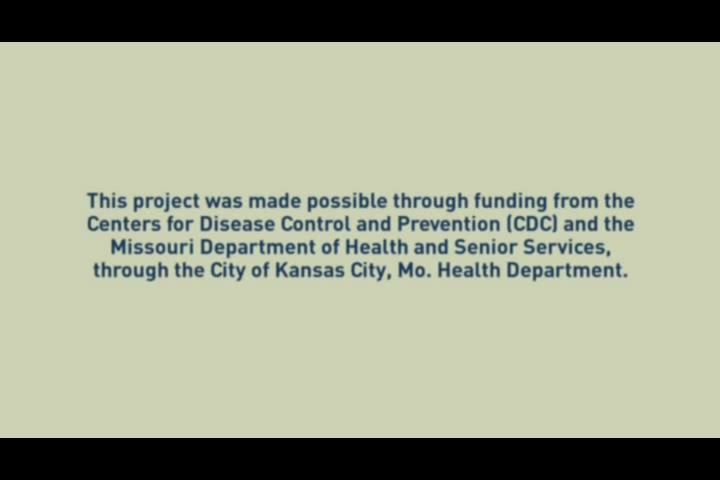 This project was made possible through funding from the
Centers for Disease Control and Prevention (CDC) and the
Missouri Department of Health and Senior Services,
through the City of Kansas City, Mo. Health Department.